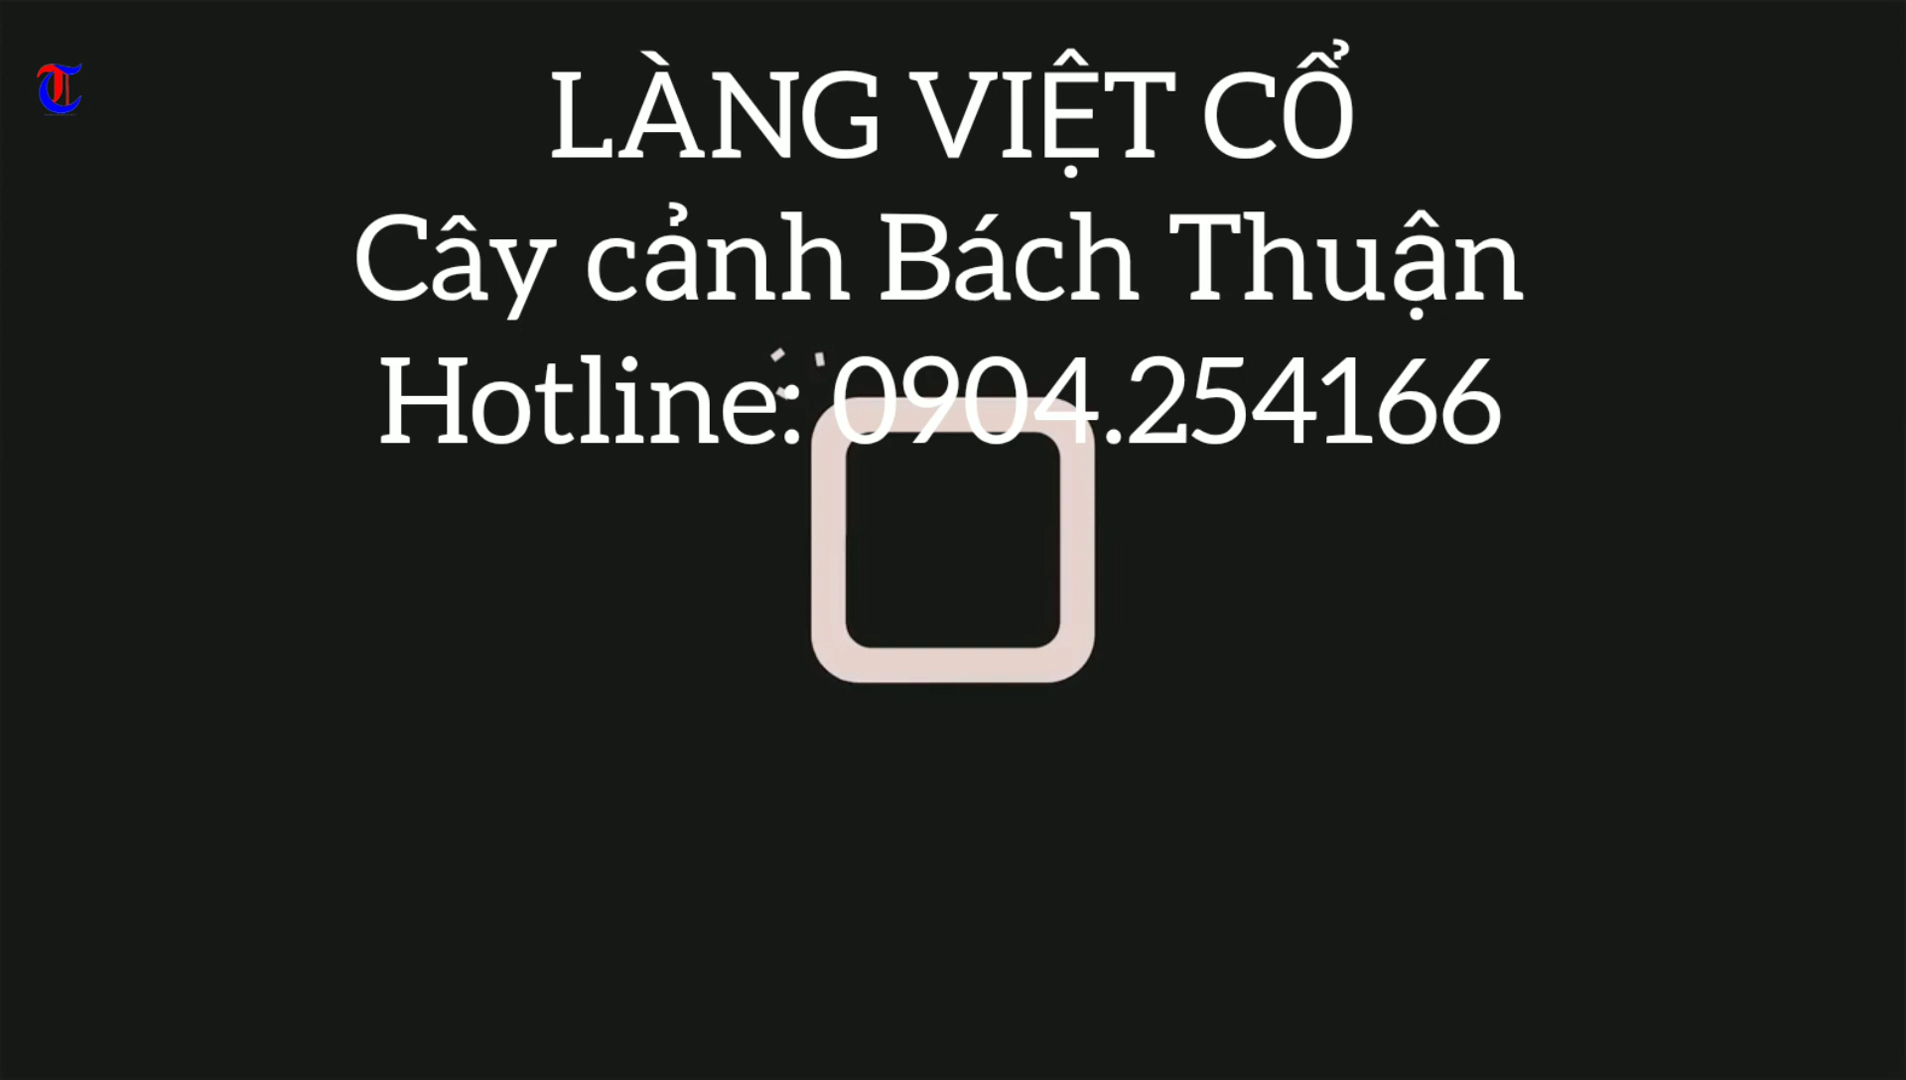 LÀNG VIỆT CỔ
Cây cảnh Bách Thuận
Hotline: 0904.254166